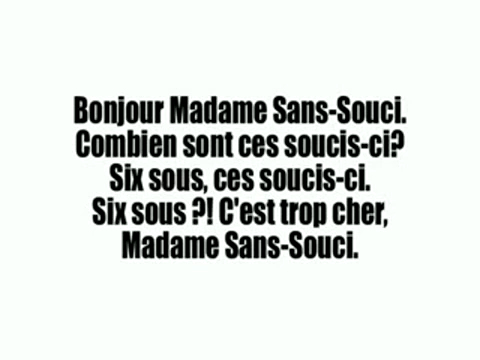 Bonjour Madame Sans-Souci.
Combien sont ces soucis-ci?
Six sous, ces soucis-ci.
Six sous ?! C'est trop cher,
Madame Sans-Souci.